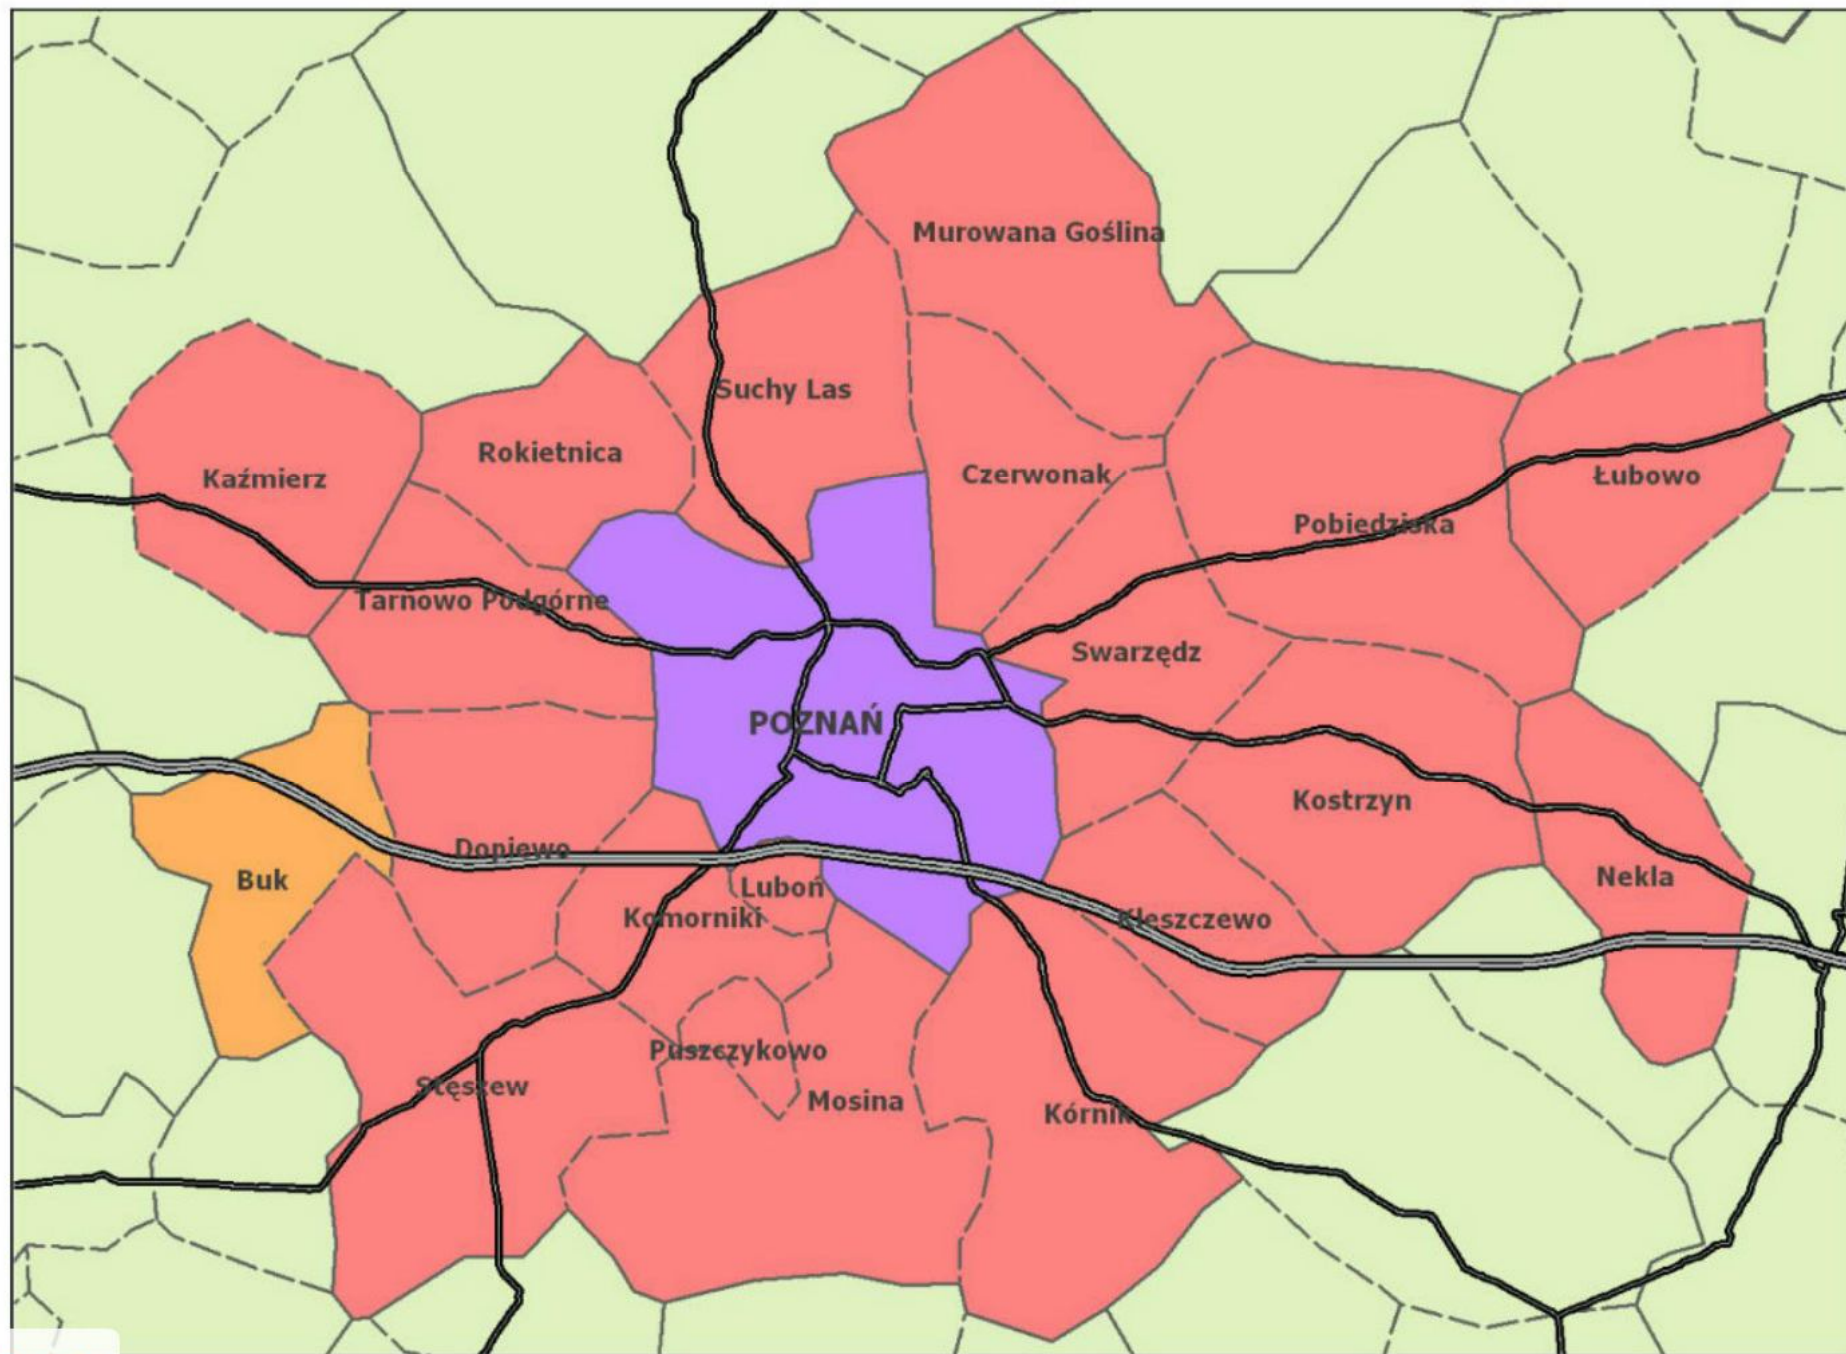 Murowana Goślina
Suchy Las
Rokietnica
Czerwonak
Kaźmierz
Łubowo
Pobiedziska
Tarnowo Podgórne
Swarzędz
POZNAŃ
Kostrzyn
Dopiewo
Nekla
Buk
Luboń
Komorniki
Kleszczewo
Puszczykowo
Stęszew
Mosina
Kórnik